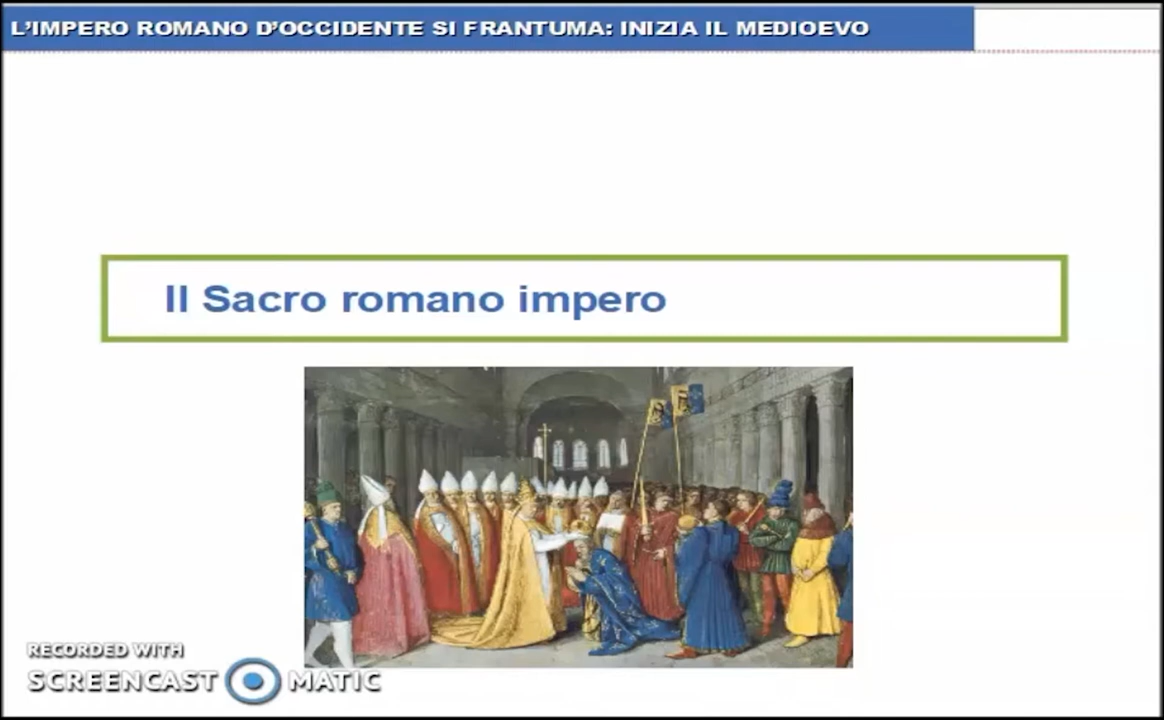 L'IMPERO ROMANO D'OCCIDENTE SI FRANTUMA: INIZIA IL MEDIOEVO
Il Sacro romano impero
RECORDED WITH
SCREENCAST MATIC